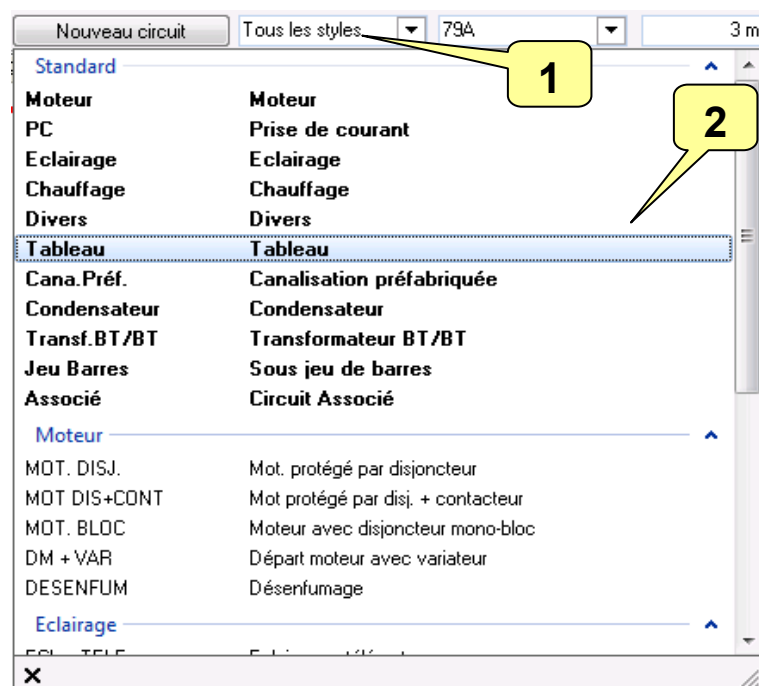 Nouveau circuit Tous les styles 79A 3 m
1
Standard
2
Moteur Moteur
PC Prise de courant
Eclairage Eclairage
Chauffage Chauffage
Divers Divers
Tableau Tableau
Cana.Préf. Canalisation préfabriquée
Condensateur Condensateur
Transf.BT/BT Transformateur BT/BT
Jeu Barres Sous jeu de barres
Associé Circuit Associé
Moteur
MOT. DISJ. Mot. protégé par disjoncteur
MOT DIS+CONT Mot protégé par disj. + contacteur
MOT. BLOC Moteur avec disjoncteur mono-bloc
DM + VAR Départ moteur avec variateur
DESENFUM Désenfumage
Eclairage